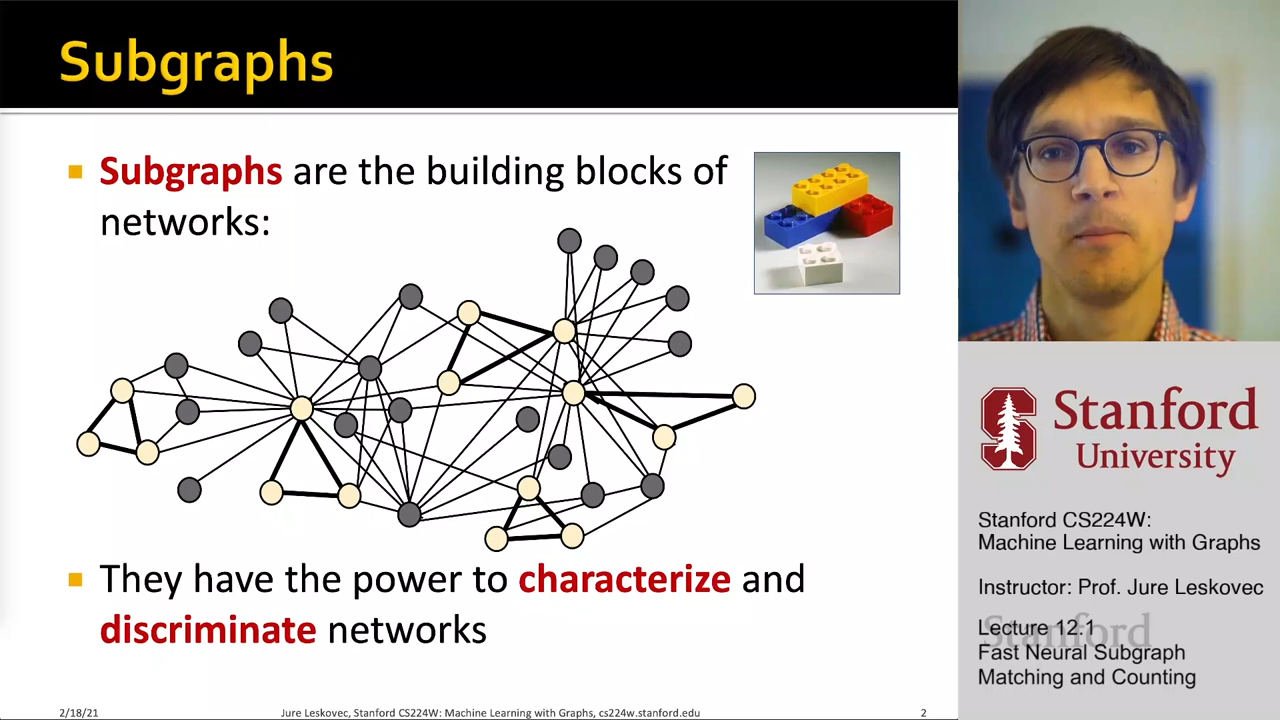 Subgraphs
Subgraphs are the building blocks of
networks:
They have the power to characterize and
discriminate networks
2/18/21
Jure Leskovec, Stanford CS224W: Machine Learning with Graphs, cs224w.stanford.edu
2
Stanford
University
Stanford CS224W:
Machine Learning with Graphs
Instructor: Prof. Jure Leskovec
Stanford
Lecture 12.1
Fast Neural Subgraph
Matching and Counting